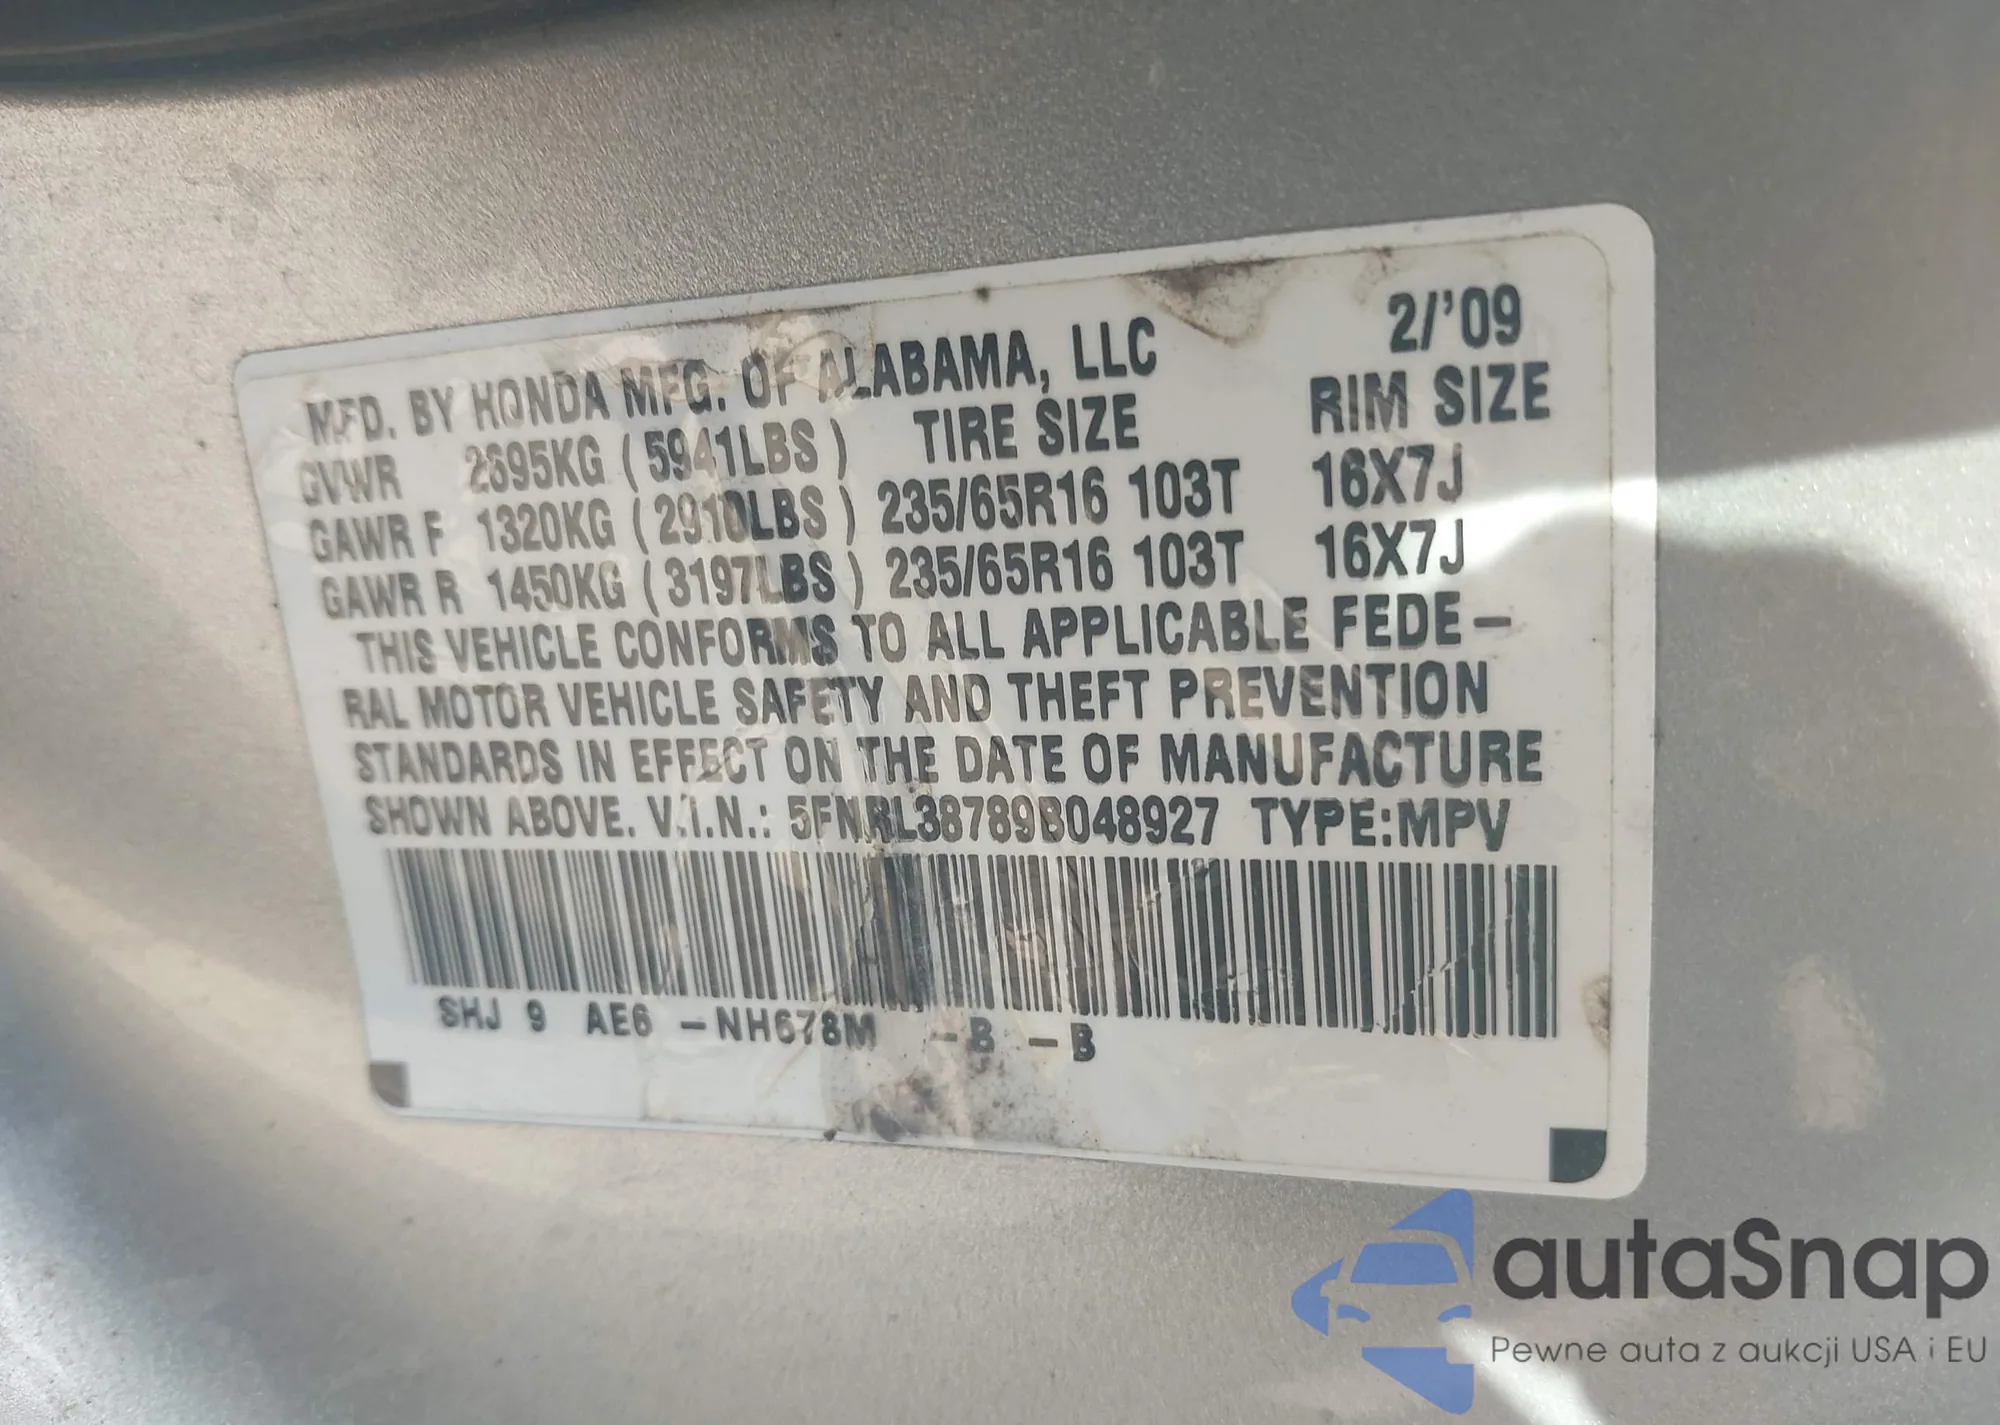 MFD. BY HONDA MFG. OF ALABAMA, LLC 2/'09
GVWR 2695KG (5941LBS) TIRE SIZE RIM SIZE
GAWR F 1320KG (2910LBS) 235/65R16 103T 16X7J
GAWR R 1450KG (3197LBS) 235/65R16 103T 16X7J
THIS VEHICLE CONFORMS TO ALL APPLICABLE FEDE-
RAL MOTOR VEHICLE SAFETY AND THEFT PREVENTION
STANDARDS IN EFFECT ON THE DATE OF MANUFACTURE
SHOWN ABOVE. V.I.N.: 5FNRL38789B048927 TYPE:MPV
SHJ 9 AE6 -NH678M -B -B
autaSnap
Pewne auta z aukcji USA i EU